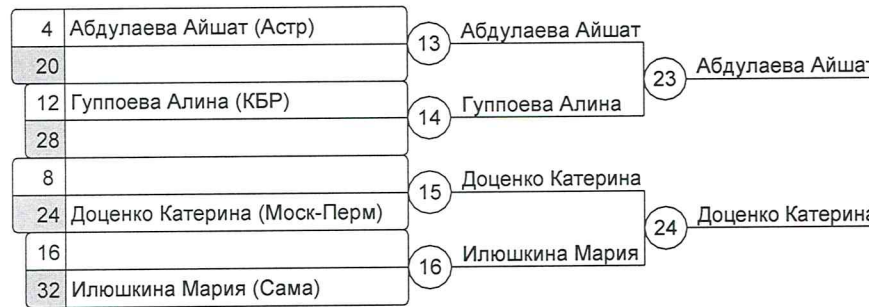 4 Абдулаева Айшат (Астр)
20
13 Абдулаева Айшат
12 Гуппоева Алина (КБР)
28
14 Гуппоева Алина
23 Абдулаева Айшат
8
24 Доценко Катерина (Моск-Перм)
15 Доценко Катерина
16
32 Илюшкина Мария (Сама)
16 Илюшкина Мария
24 Доценко Катерина